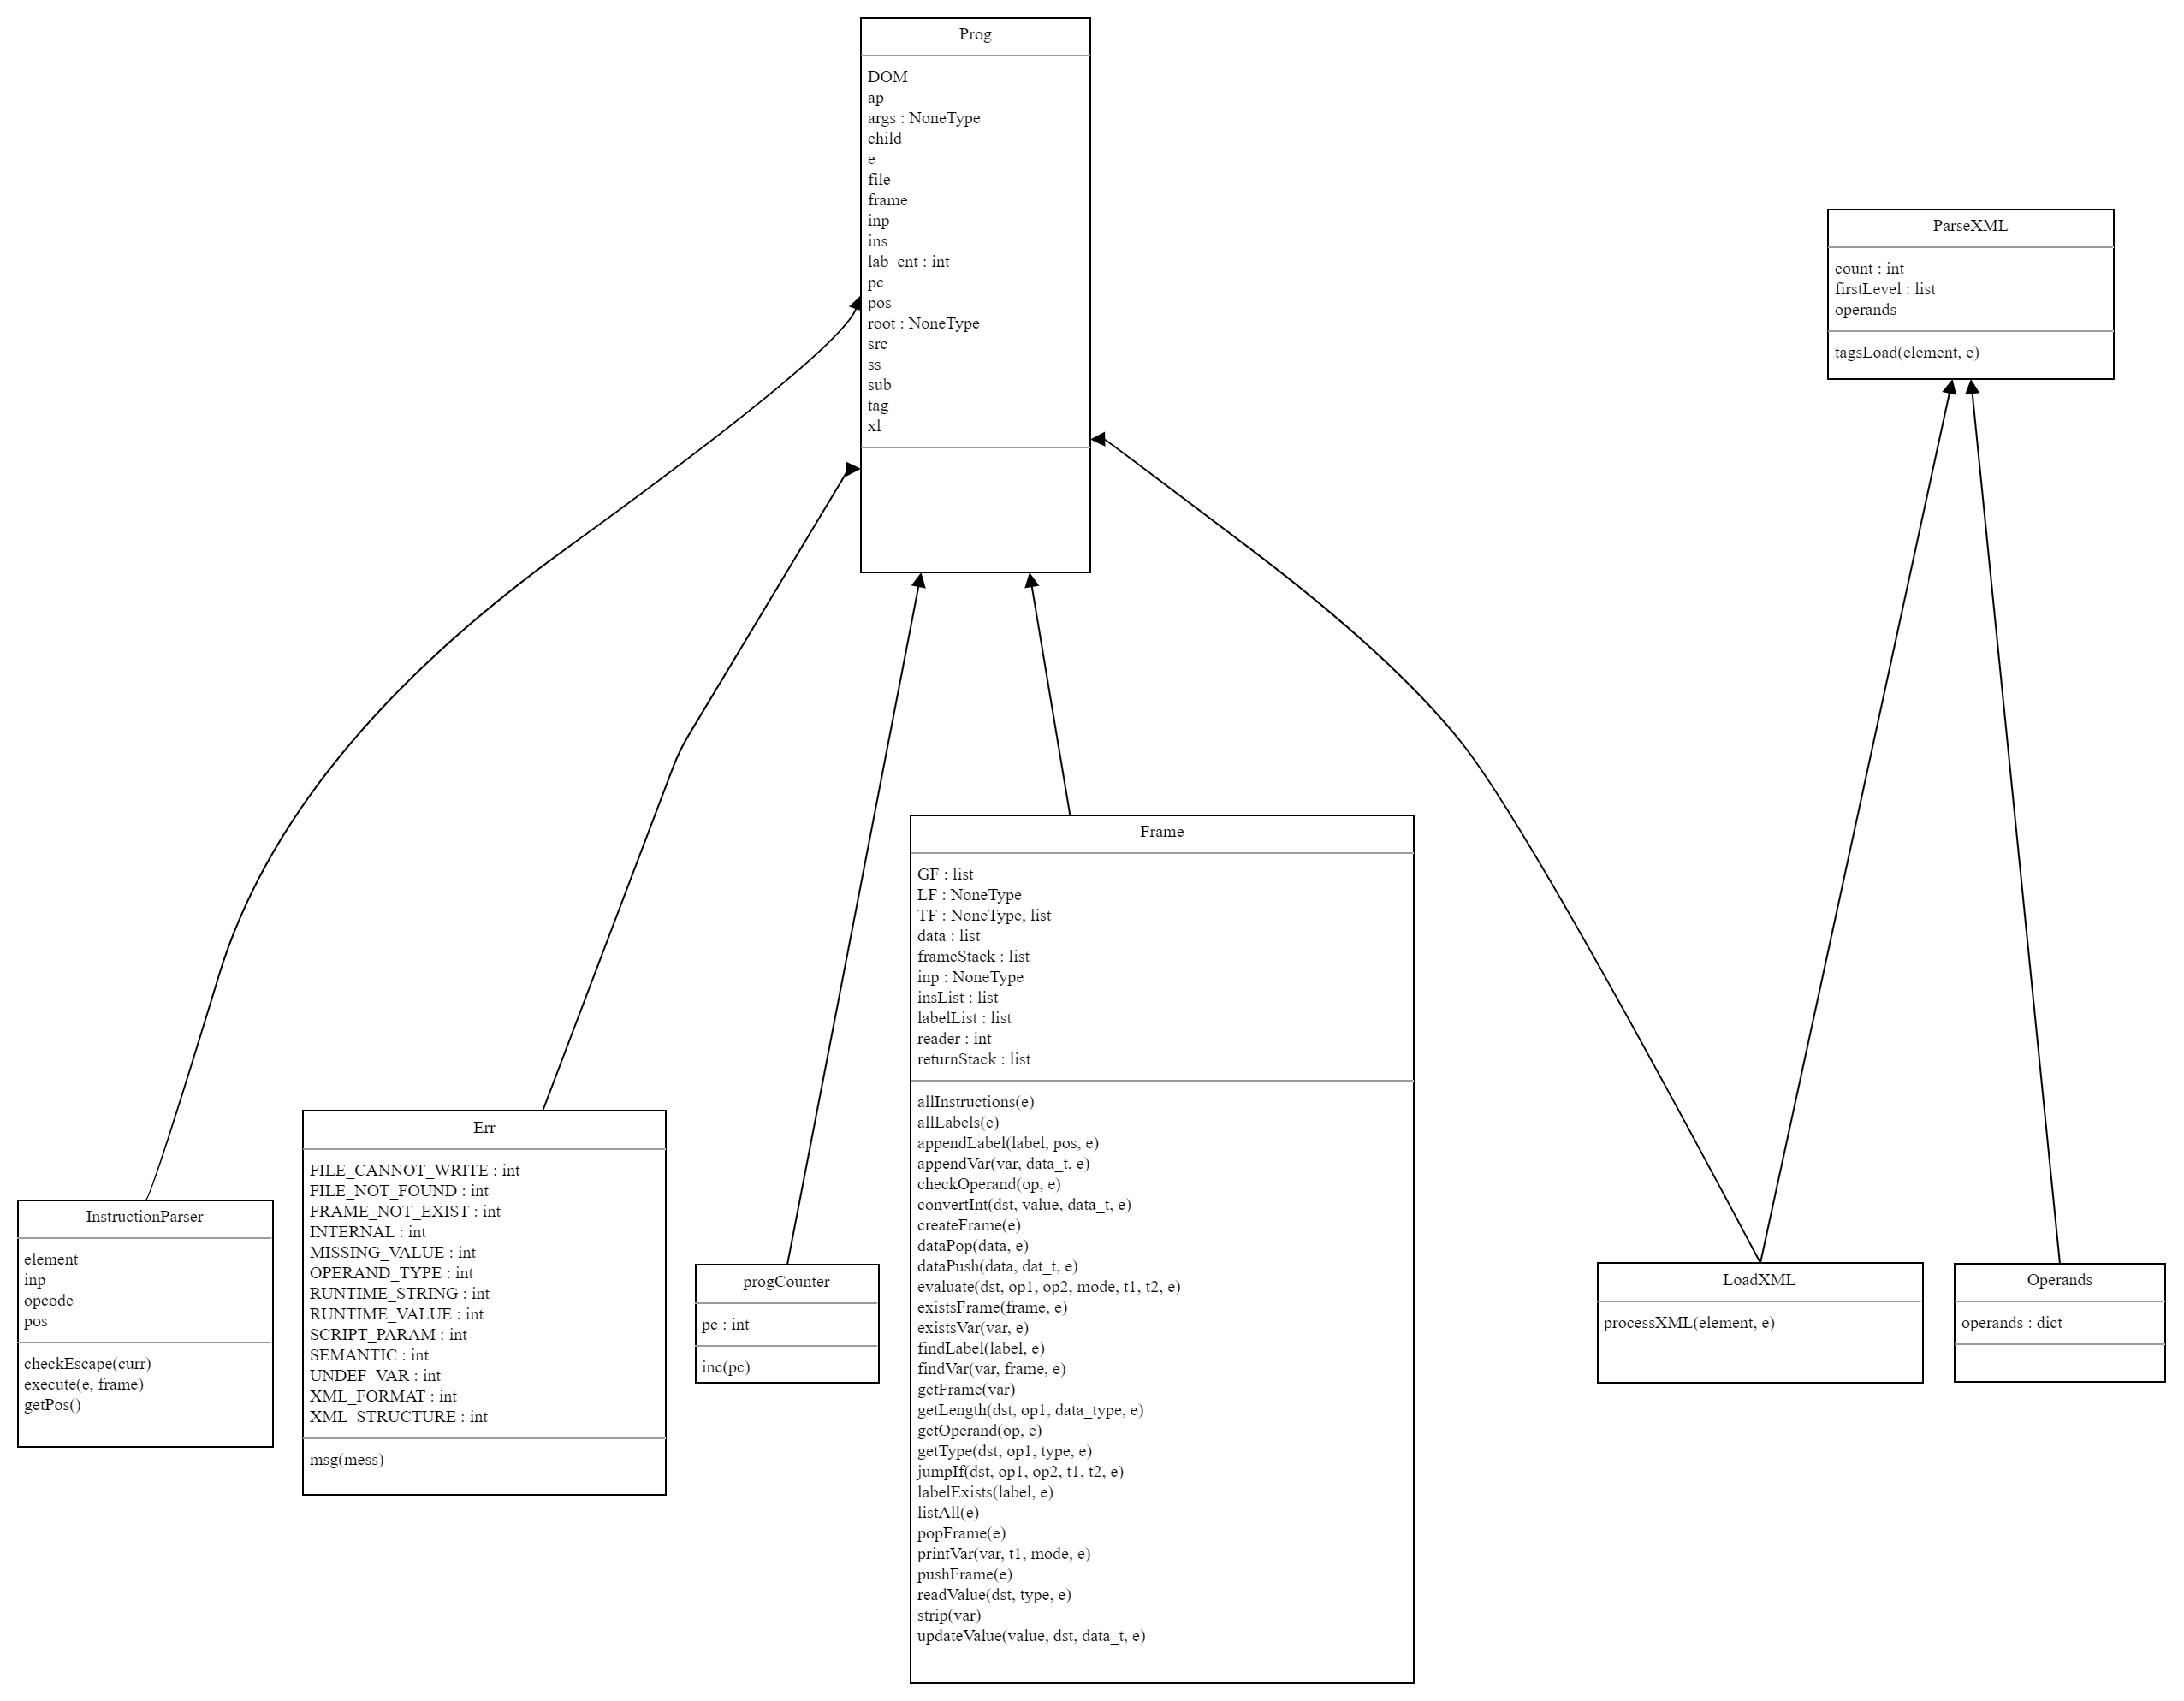 Prog
DOM
ap
args : NoneType
child
e
file
frame
inp
ins
lab_cnt : int
pc
pos
root : NoneType
src
ss
sub
tag
xl
ParseXML
count : int
firstLevel : list
operands
tagsLoad(element, e)
InstructionParser
element
inp
opcode
pos
checkEscape(curr)
execute(e, frame)
getPos()
Err
FILE_CANNOT_WRITE : int
FILE_NOT_FOUND : int
FRAME_NOT_EXIST : int
INTERNAL : int
MISSING_VALUE : int
OPERAND_TYPE : int
RUNTIME_STRING : int
RUNTIME_VALUE : int
SCRIPT_PARAM : int
SEMANTIC : int
UNDEF_VAR : int
XML_FORMAT : int
XML_STRUCTURE : int
msg(mess)
progCounter
pc : int
inc(pc)
Frame
GF : list
LF : NoneType
TF : NoneType, list
data : list
frameStack : list
inp : NoneType
insList : list
labelList : list
reader : int
returnStack : list
allInstructions(e)
allLabels(e)
appendLabel(label, pos, e)
appendVar(var, data_t, e)
checkOperand(op, e)
convertInt(dst, value, data_t, e)
createFrame(e)
dataPop(data, e)
dataPush(data, dat_t, e)
evaluate(dst, op1, op2, mode, t1, t2, e)
existsFrame(frame, e)
existsVar(var, e)
findLabel(label, e)
findVar(var, frame, e)
getFrame(var)
getLength(dst, op1, data_type, e)
getOperand(op, e)
getType(dst, op1, type, e)
jumpIf(dst, op1, op2, t1, t2, e)
labelExists(label, e)
listAll(e)
popFrame(e)
printVar(var, t1, mode, e)
pushFrame(e)
readValue(dst, type, e)
strip(var)
updateValue(value, dst, data_t, e)
LoadXML
processXML(element, e)
Operands
operands : dict